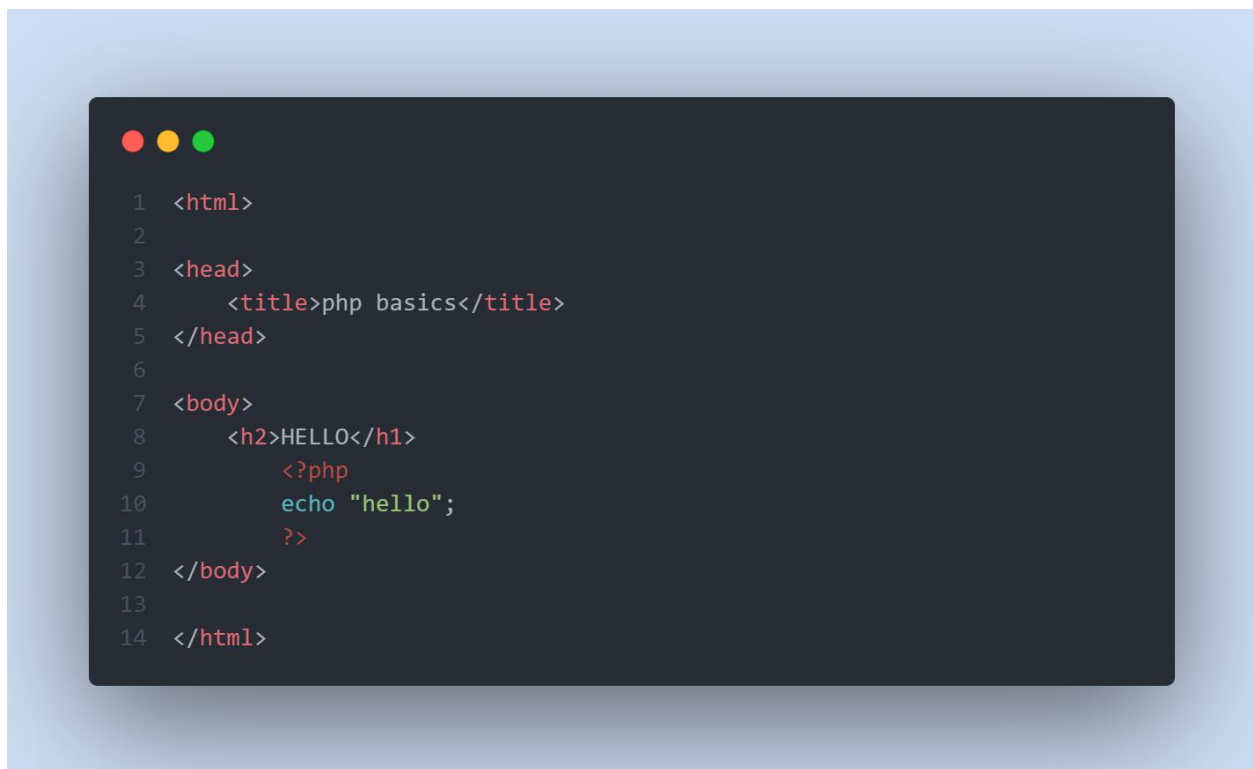 1 <html>
2
3 <head>
4     <title>php basics</title>
5 </head>
6
7 <body>
8     <h2>HELLO</h1>
9         <?php
10         echo "hello";
11         ?>
12 </body>
13
14 </html>